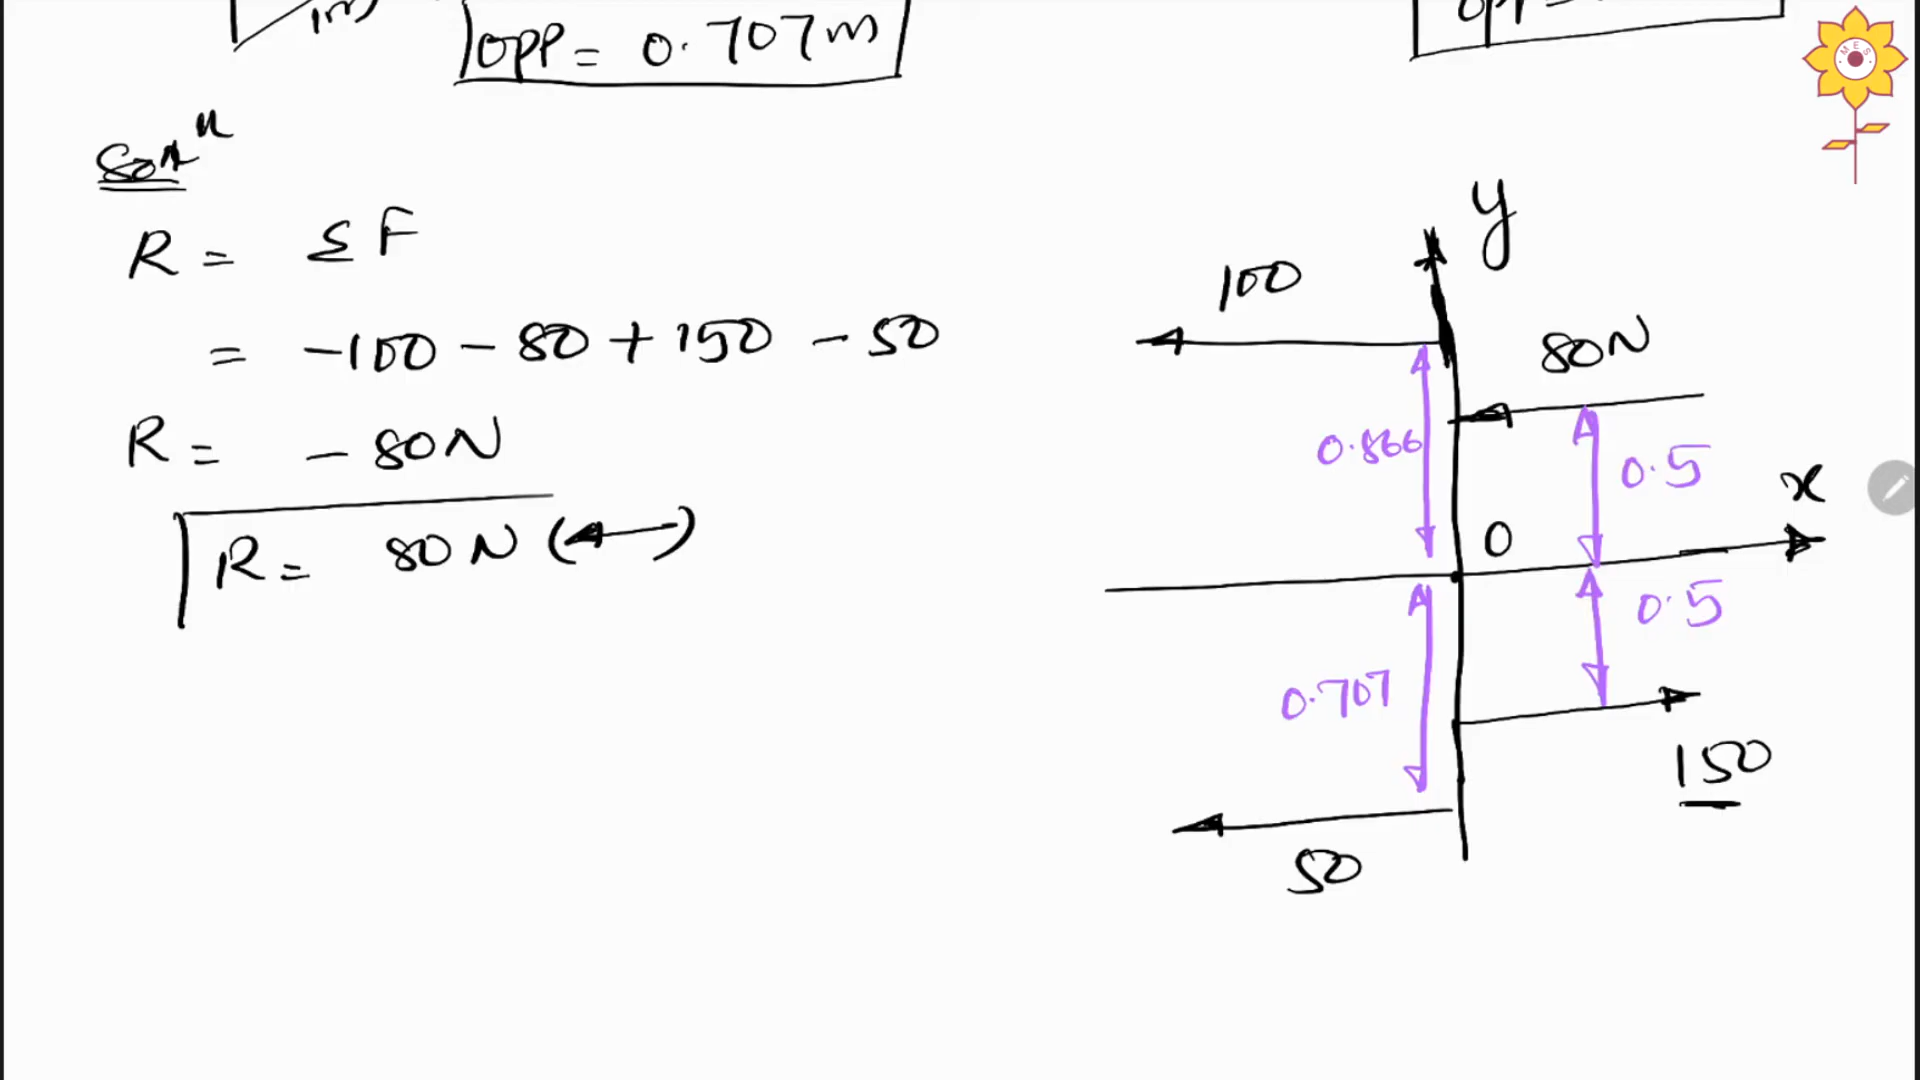 opp = 0.707m
Solⁿ
R = ΣF
= -100 - 80 + 150 - 50
R = - 80N
R = 80N (←)
y
100
80N
0.866
0.5
x
0
0.5
0.707
150
50
MES